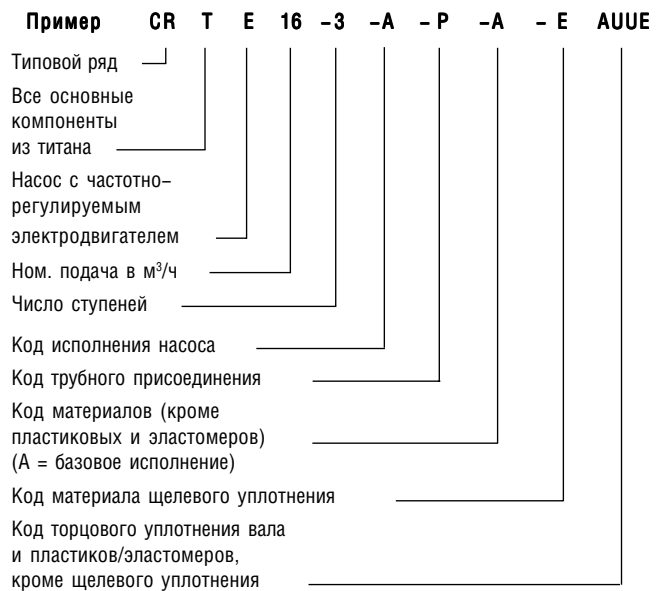 Пример CR T E 16 –3 –A – P –A – E AUUE
Типовой ряд
Все основные
компоненты
из титана
Насос с частотно–
регулируемым
электродвигателем
Ном. подача в м³/ч
Число ступеней
Код исполнения насоса
Код трубного присоединения
Код материалов (кроме
пластиковых и эластомеров)
(А = базовое исполнение)
Код материала щелевого уплотнения
Код торцового уплотнения вала
и пластиков/эластомеров,
кроме щелевого уплотнения